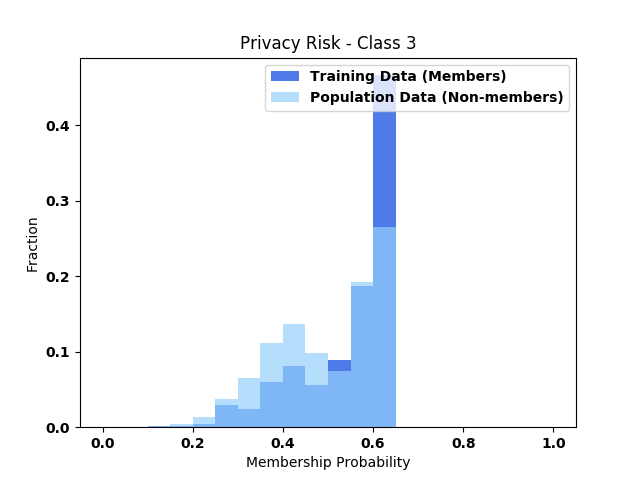 Privacy Risk - Class 3
Training Data (Members)
Population Data (Non-members)
0.4
0.3
0.2
0.1
0.0
Fraction
0.0 0.2 0.4 0.6 0.8 1.0
Membership Probability